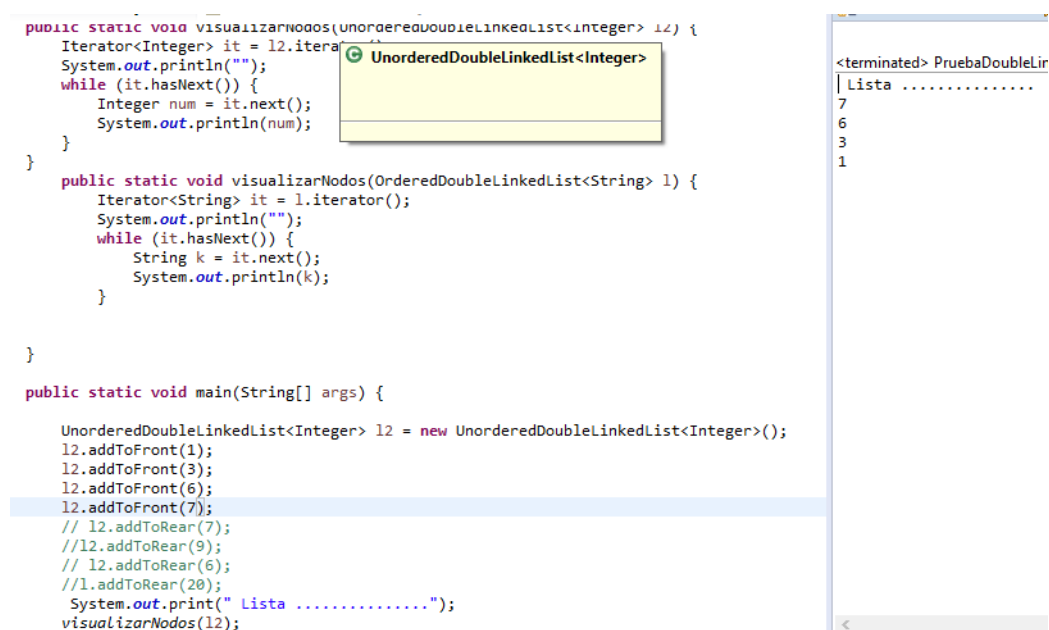 public static void visualizarNodos(UnorderedDoubleLinkedList<Integer> l2) {
Iterator<Integer> it = l2.iterat
UnorderedDoubleLinkedList<Integer>
System.out.println("");
while (it.hasNext()) {
Integer num = it.next();
System.out.println(num);
}
}
public static void visualizarNodos(OrderedDoubleLinkedList<String> l) {
Iterator<String> it = l.iterator();
System.out.println("");
while (it.hasNext()) {
String k = it.next();
System.out.println(k);
}
}
public static void main(String[] args) {
UnorderedDoubleLinkedList<Integer> l2 = new UnorderedDoubleLinkedList<Integer>();
l2.addToFront(1);
l2.addToFront(3);
l2.addToFront(6);
l2.addToFront(7);
// l2.addToRear(7);
//l2.addToRear(9);
// l2.addToRear(6);
//l.addToRear(20);
System.out.print(" Lista ...............");
visualizarNodos(l2);
<terminated> PruebaDoubleLin
Lista ...............
7
6
3
1